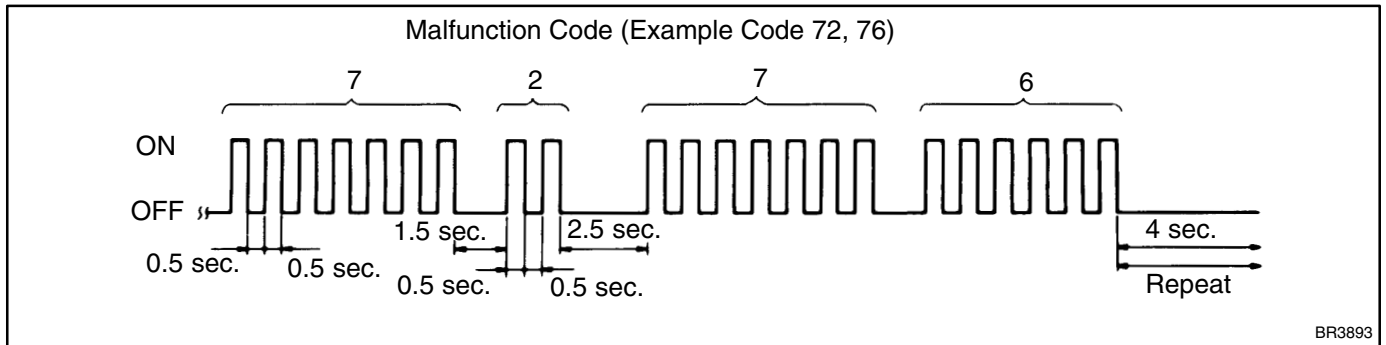 Malfunction Code (Example Code 72, 76)
7 2 7 6
ON
OFF
1.5 sec. 2.5 sec. 4 sec.
0.5 sec. 0.5 sec. 0.5 sec. 0.5 sec. Repeat
BR3893